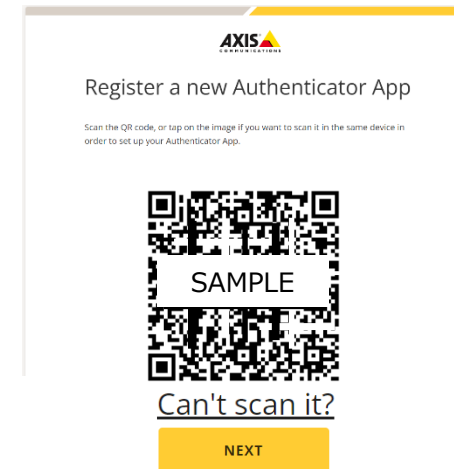 AXIS
COMMUNICATIONS
Register a new Authenticator App
Scan the QR code, or tap on the image if you want to scan it in the same device in
order to set up your Authenticator App.
SAMPLE
Can't scan it?
NEXT